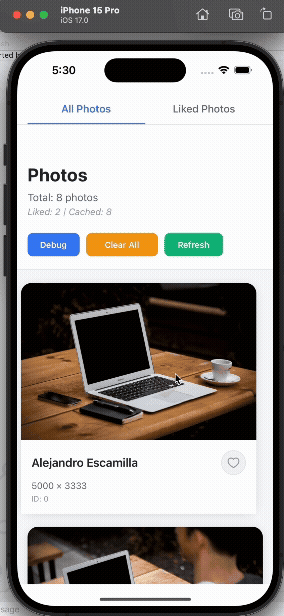 iPhone 15 Pro
iOS 17.0
5:30
All Photos Liked Photos
Photos
Total: 8 photos
Liked: 2 | Cached: 8
Debug Clear All Refresh
Alejandro Escamilla
5000 × 3333
ID: 0